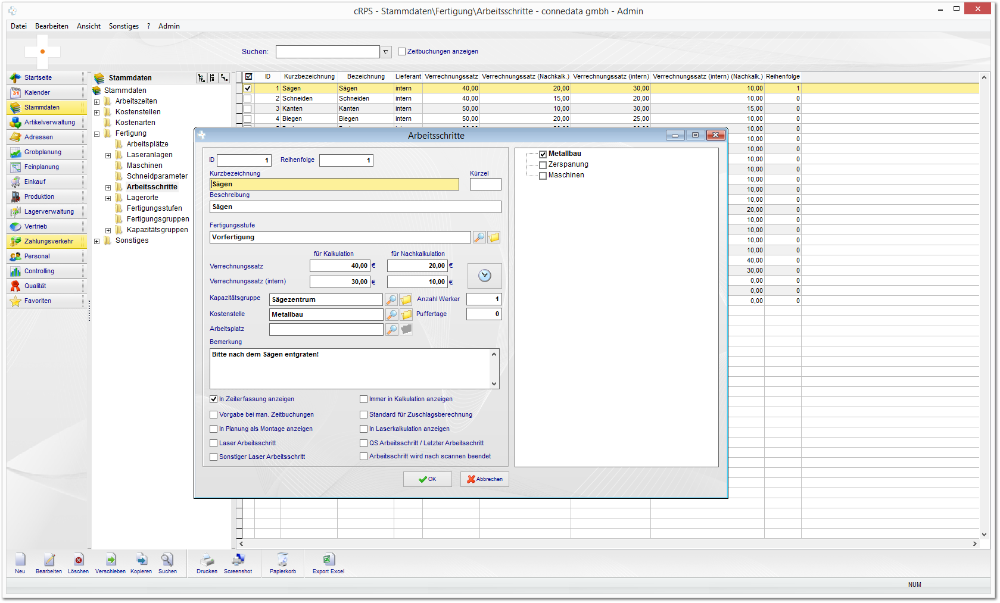 cRPS - Stammdaten\Fertigung\Arbeitsschritte - connedata gmbh - Admin
Datei Bearbeiten Ansicht Sonstiges ? Admin
Suchen: Zeitbuchungen anzeigen
Startseite
Kalender
Stammdaten
Artikelverwaltung
Adressen
Grobplanung
Feinplanung
Einkauf
Produktion
Lagerverwaltung
Vertrieb
Zahlungsverkehr
Personal
Controlling
Qualität
Favoriten
Stammdaten
Stammdaten
Arbeitszeiten
Kostenstellen
Kostenarten
Fertigung
Arbeitsplätze
Laseranlagen
Maschinen
Schneidparameter
Arbeitsschritte
Lagerorte
Fertigungsstufen
Fertigungsgruppen
Kapazitätsgruppen
Sonstiges
ID Kurzbezeichnung Bezeichnung Lieferant Verrechnungssatz Verrechnungssatz (Nachkalk.) Verrechnungssatz (intern) Verrechnungssatz (intern) (Nachkalk.) Reihenfolge
1 Sägen Sägen intern 40,00 20,00 30,00 10,00 1
2 Schneiden Schneiden intern 40,00 15,00 20,00 10,00 0
3 Kanten Kanten intern 50,00 10,00 30,00 15,00 0
4 Biegen Biegen intern 50,00 20,00 25,00 10,00 0
10,00 0
10,00 0
10,00 0
10,00 0
10,00 0
10,00 0
10,00 0
10,00 0
20,00 0
10,00 0
10,00 0
10,00 0
10,00 0
40,00 0
30,00 0
0,00 0
0,00 0
0,00 0
Arbeitsschritte
ID 1 Reihenfolge 1
Kurzbezeichnung Kürzel
Sägen
Beschreibung
Sägen
Fertigungsstufe
Vorfertigung
für Kalkulation für Nachkalkulation
Verrechnungssatz 40,00 € 20,00 €
Verrechnungssatz (intern) 30,00 € 10,00 €
Kapazitätsgruppe Sägezentrum Anzahl Werker 1
Kostenstelle Metallbau Puffertage 0
Arbeitsplatz
Bemerkung
Bitte nach dem Sägen entgraten!
In Zeiterfassung anzeigen Immer in Kalkulation anzeigen
Vorgabe bei man. Zeitbuchungen Standard für Zuschlagsberechnung
In Planung als Montage anzeigen In Laserkalkulation anzeigen
Laser Arbeitsschritt QS Arbeitsschritt / Letzter Arbeitsschritt
Sonstiger Laser Arbeitsschritt Arbeitsschritt wird nach scannen beendet
OK Abbrechen
Metallbau
Zerspanung
Maschinen
Neu Bearbeiten Löschen Verschieben Kopieren Suchen Drucken Screenshot Papierkorb Export Excel
NUM